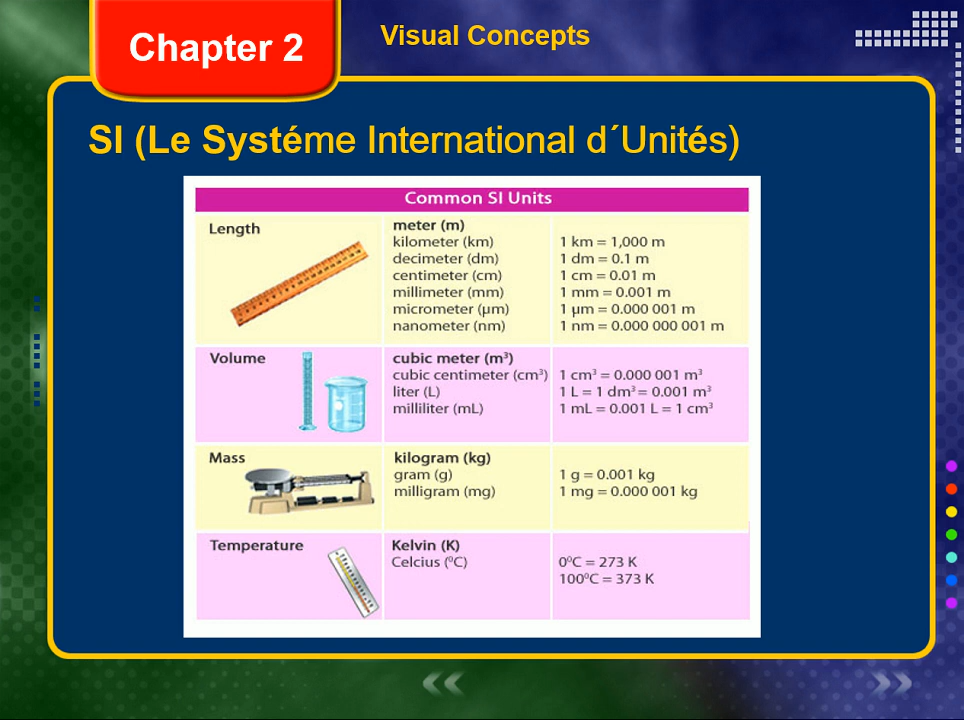 Chapter 2
Visual Concepts
SI (Le Systéme International d´Unités)
Common SI Units
Length
meter (m)
kilometer (km) 1 km = 1,000 m
decimeter (dm) 1 dm = 0.1 m
centimeter (cm) 1 cm = 0.01 m
millimeter (mm) 1 mm = 0.001 m
micrometer (µm) 1 µm = 0.000 001 m
nanometer (nm) 1 nm = 0.000 000 001 m
Volume
cubic meter (m³)
cubic centimeter (cm³) 1 cm³ = 0.000 001 m³
liter (L) 1 L = 1 dm³ = 0.001 m³
milliliter (mL) 1 mL = 0.001 L = 1 cm³
Mass
kilogram (kg)
gram (g) 1 g = 0.001 kg
milligram (mg) 1 mg = 0.000 001 kg
Temperature
Kelvin (K)
Celcius (⁰C) 0⁰C = 273 K
100⁰C = 373 K